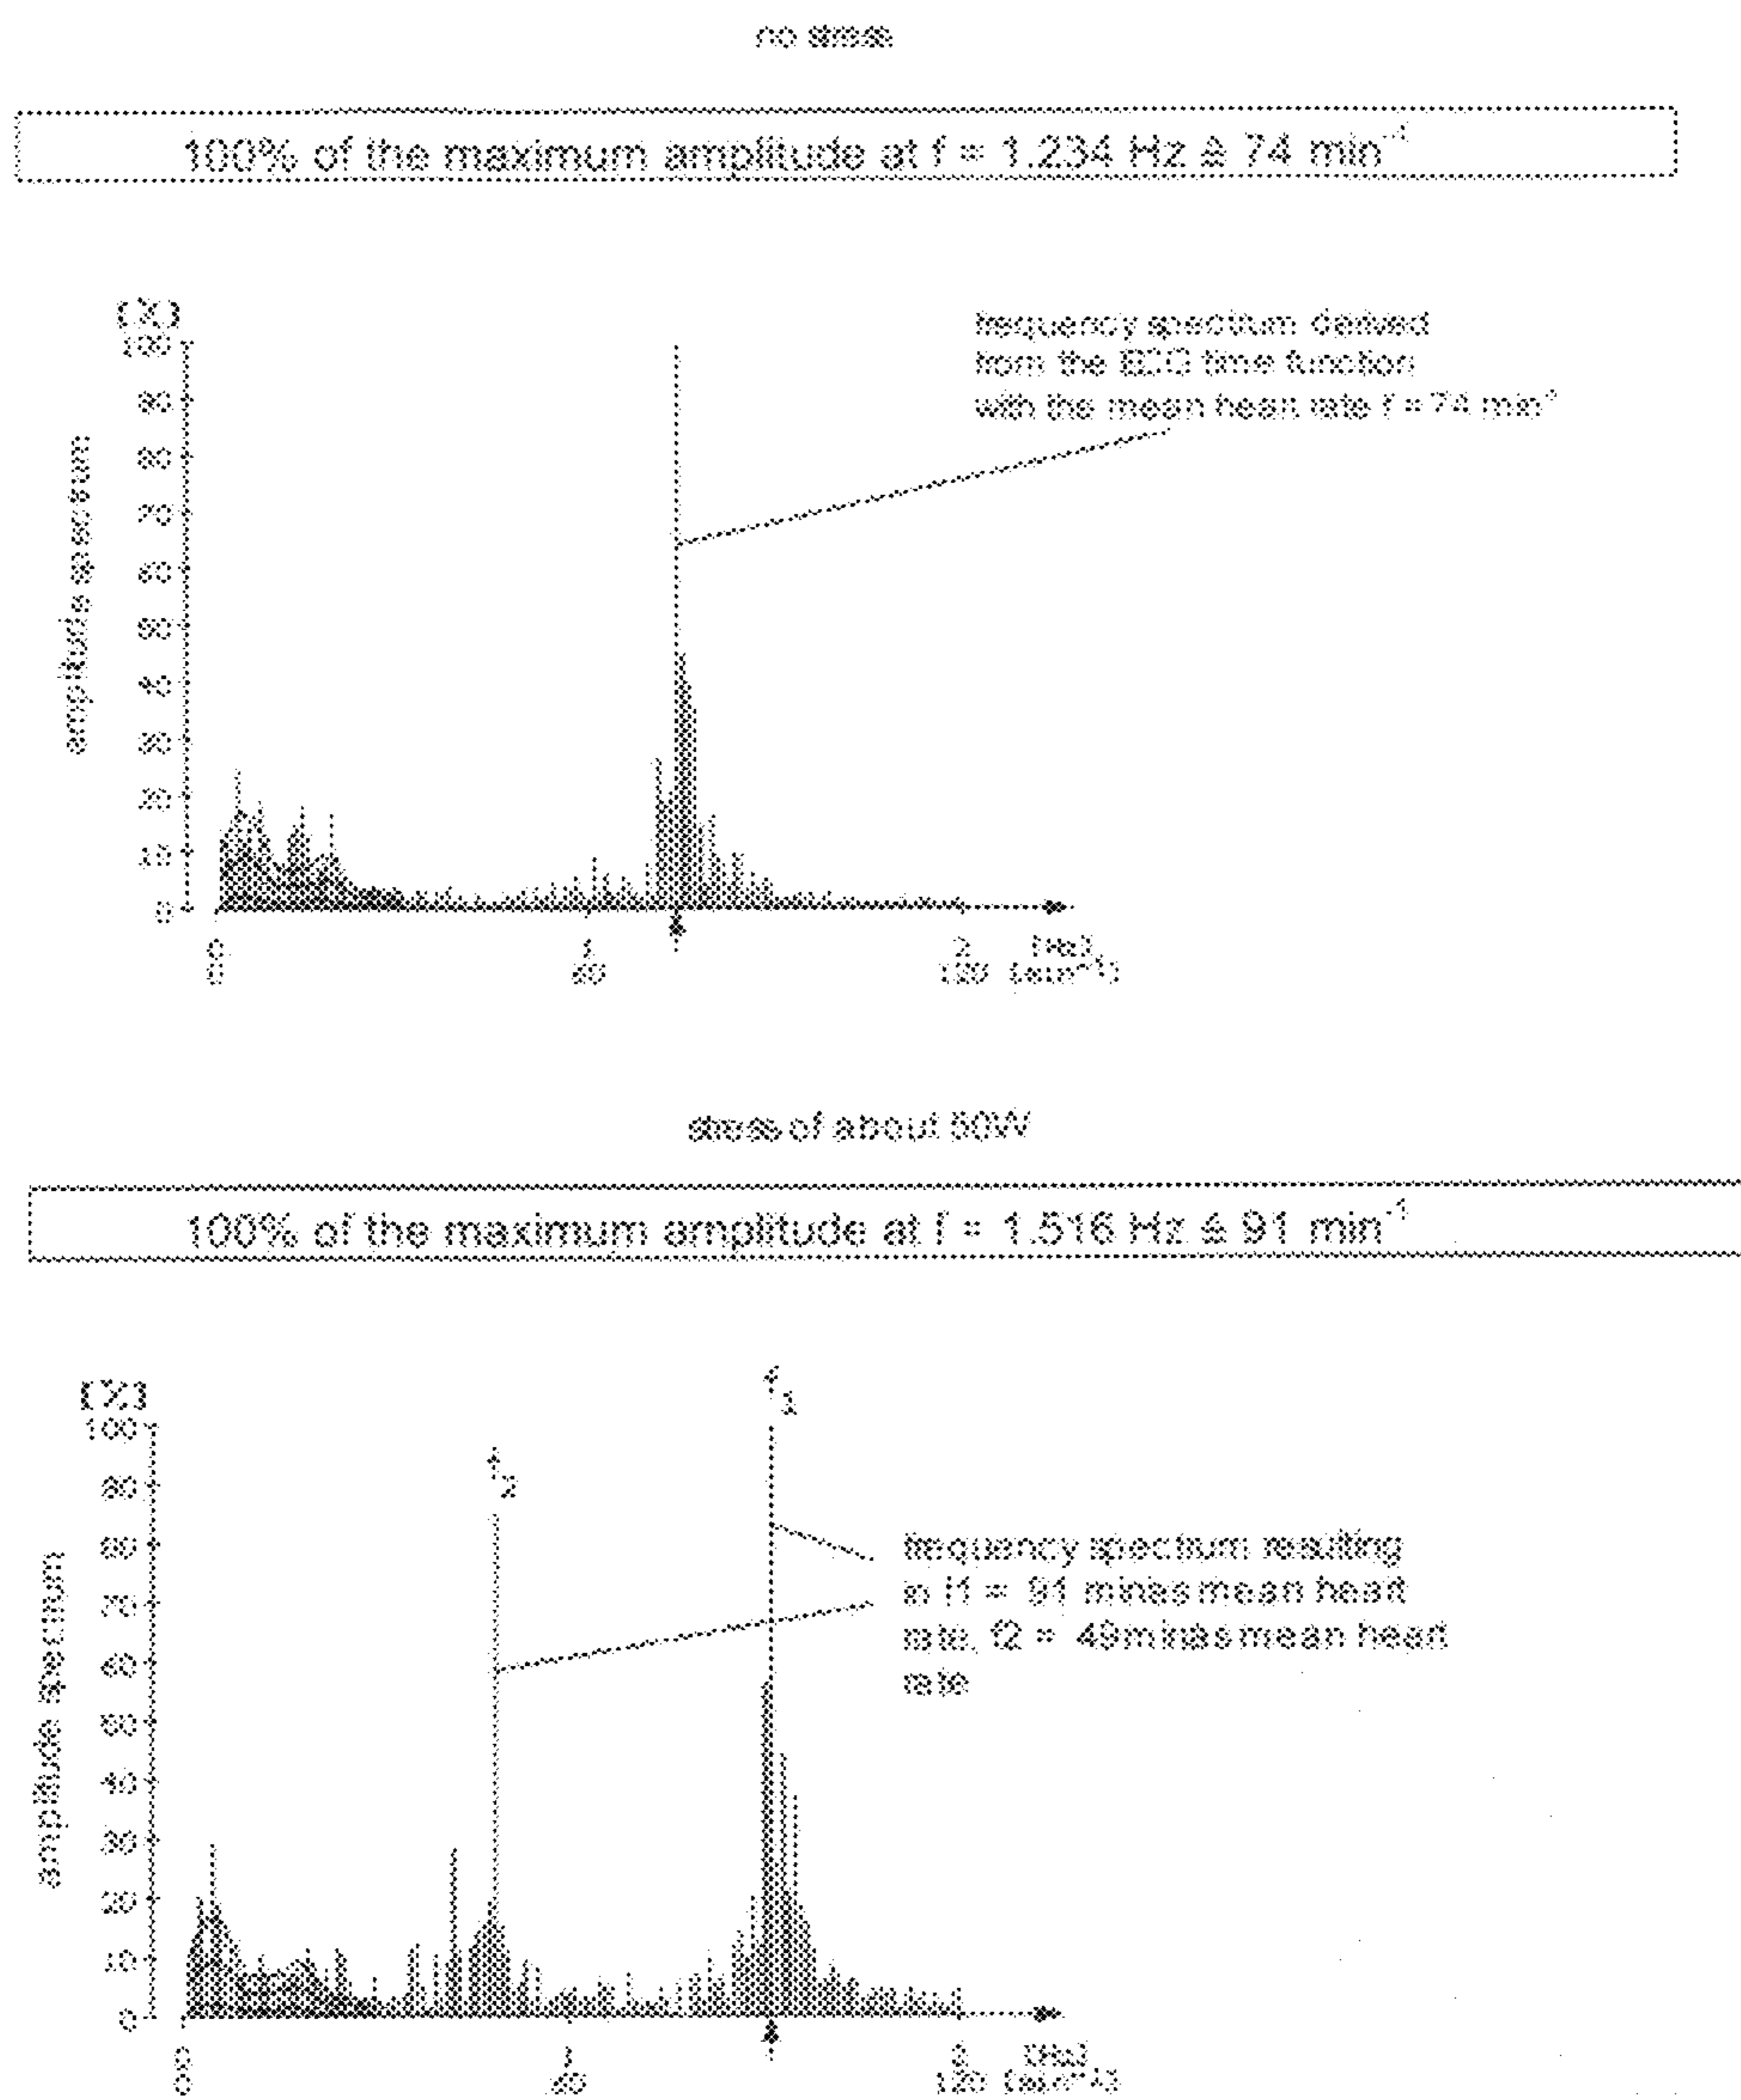 no stress
100% of the maximum amplitude at f = 1.234 Hz ≙ 74 min⁻¹
[%]
100
90
80
70
60
50
40
30
20
10
0
amplitude spectrum
frequency spectrum derived
from the ECG time function
with the mean heart rate f = 74 min⁻¹
0 1 2 [Hz]
0 60 120 [min⁻¹]
stress of about 50W
100% of the maximum amplitude at f = 1.516 Hz ≙ 91 min⁻¹
[%]
100
90
80
70
60
50
40
30
20
10
0
amplitude spectrum
f₁
f₂
frequency spectrum resulting
in f1 = 91 min as mean heart
rate, f2 = 49 min as mean heart
rate
0 1 2 [Hz]
0 60 120 [min⁻¹]